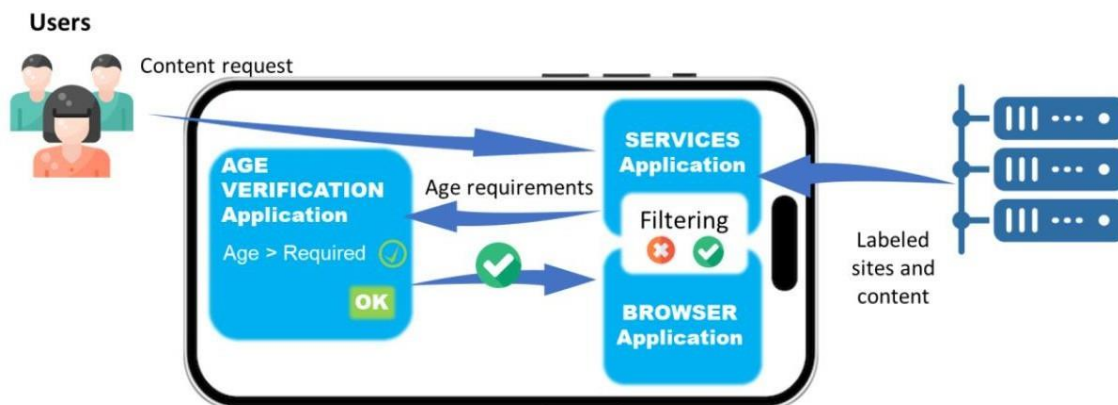 Users
Content request
SERVICES
Application
AGE
VERIFICATION
Application
Age requirements
Age > Required
OK
Filtering
BROWSER
Application
Labeled
sites and
content